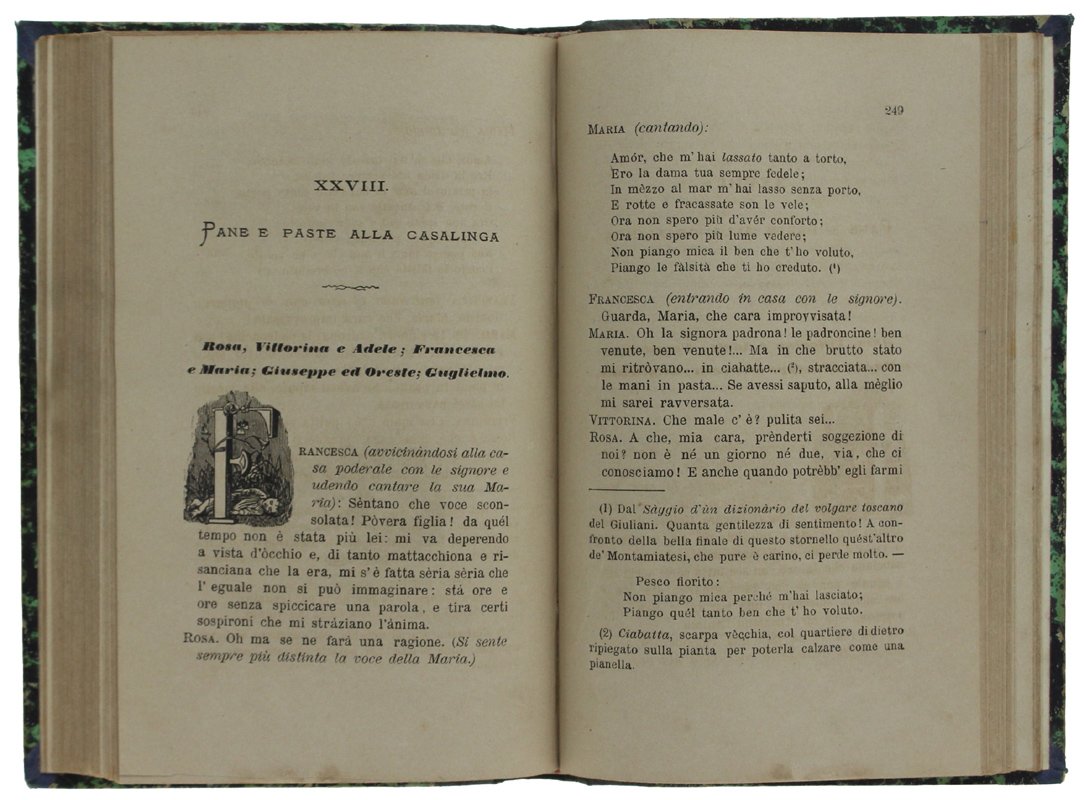 XXVIII.
PANE E PASTE ALLA CASALINGA
Rosa, Vittorina e Adele; Francesca
e Maria; Giuseppe ed Oreste; Guglielmo.
FRANCESCA (avvicinàndosi alla ca-
sa poderale con le signore e
udendo cantare la sua Ma-
ria): Sèntano che voce scon-
solata! Pòvera figlia! da quél
tempo non è stata più lei: mi va deperendo
a vista d'òcchio e, di tanto mattacchiona e ri-
sanciana che la era, mi s'è fatta sèria sèria che
l'eguale non si può immaginare: stà ore e
ore senza spiccicare una parola, e tira certi
sospironi che mi stràziano l'ànima.
ROSA. Oh ma se ne farà una ragione. (Si sente
sempre più distinta la voce della Maria.)
249
MARIA (cantando):
Amór, che m'hai lassato tanto a torto,
Ero la dama tua sempre fedele;
In mèzzo al mar m'hai lasso senza porto,
E rotte e fracassate son le vele;
Ora non spero più d'avér conforto;
Ora non spero più lume vedere;
Non piango mica il ben che t'ho voluto,
Piango le fàlsità che ti ho creduto. (1)
FRANCESCA (entrando in casa con le signore).
Guarda, Maria, che cara improvvisata!
MARIA. Oh la signora padrona! le padroncine! ben
venute, ben venute!... Ma in che brutto stato
mi ritròvano... in ciabatte... (2), stracciata... con
le mani in pasta... Se avessi saputo, alla mèglio
mi sarei ravversata.
VITTORINA. Che male c'è? pulita sei...
ROSA. A che, mia cara, prènderti soggezione di
noi? non è né un giorno né due, via, che ci
conosciamo! E anche quando potrèbb'egli farmi
(1) Dal Sàggio d'ùn dizionàrio del volgare toscano
del Giuliani. Quanta gentilezza di sentimento! A con-
fronto della bella finale di questo stornello quést'altro
de' Montamiatesi, che pure è carino, ci perde molto. —
Pesco fiorito:
Non piango mica perché m'hai lasciato;
Piango quél tanto ben che t'ho voluto.
(2) Ciabatta, scarpa vècchia, col quartiere di dietro
ripiegato sulla pianta per poterla calzare come una
pianella.